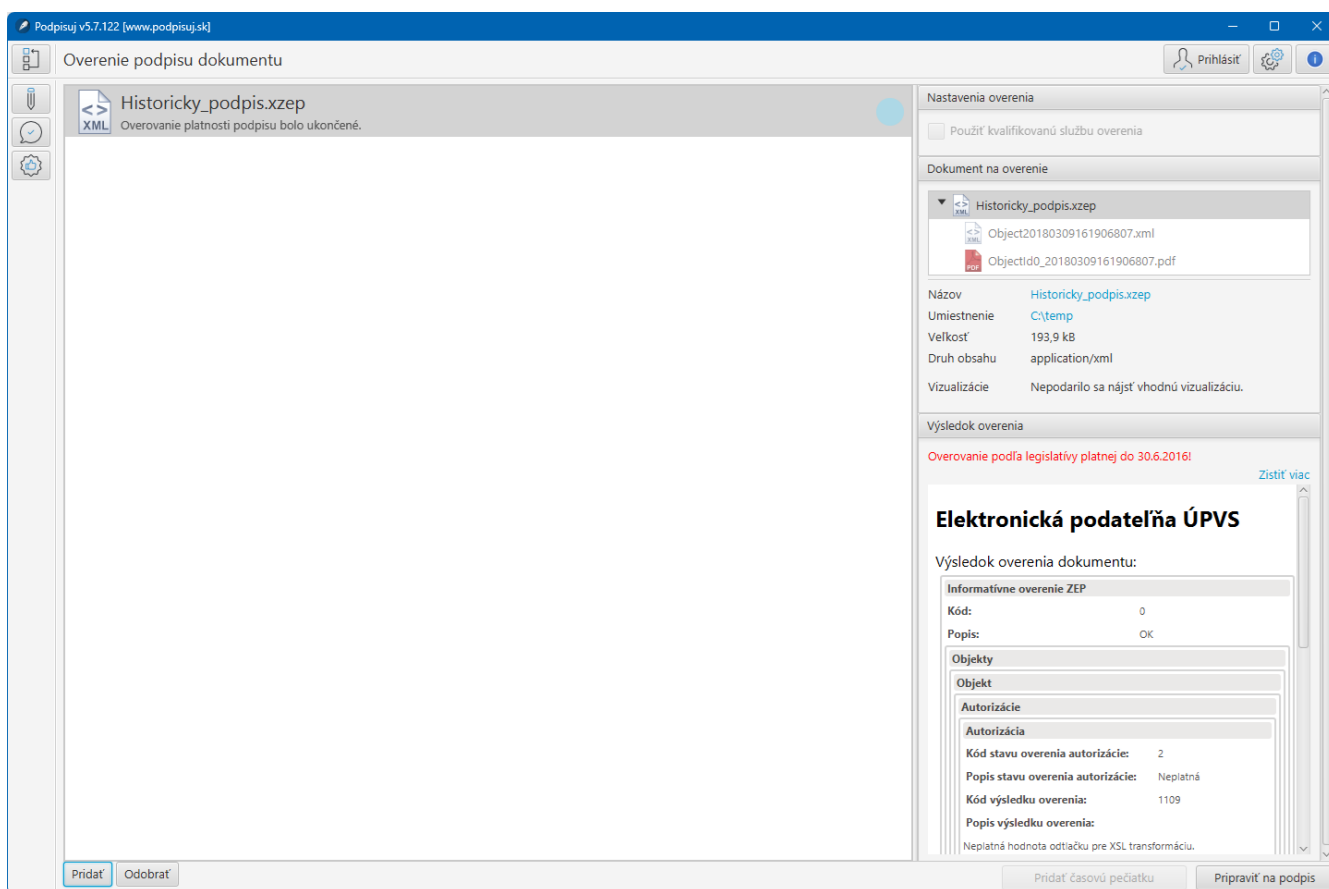 Podpisuj v5.7.122 [www.podpisuj.sk]
Overenie podpisu dokumentu
Prihlásiť
Historicky_podpis.xzep
Overovanie platnosti podpisu bolo ukončené.
XML
Nastavenia overenia
Použiť kvalifikovanú službu overenia
Dokument na overenie
XML
Historicky_podpis.xzep
XML
Object20180309161906807.xml
PDF
ObjectId0_20180309161906807.pdf
Názov Historicky_podpis.xzep
Umiestnenie C:\temp
Veľkosť 193,9 kB
Druh obsahu application/xml
Vizualizácie Nepodarilo sa nájsť vhodnú vizualizáciu.
Výsledok overenia
Overovanie podľa legislatívy platnej do 30.6.2016!
Zistiť viac
Elektronická podateľňa ÚPVS
Výsledok overenia dokumentu:
Informatívne overenie ZEP
Kód: 0
Popis: OK
Objekty
Objekt
Autorizácie
Autorizácia
Kód stavu overenia autorizácie: 2
Popis stavu overenia autorizácie: Neplatná
Kód výsledku overenia: 1109
Popis výsledku overenia:
Neplatná hodnota odtlačku pre XSL transformáciu.
Pridať Odobrať
Pridať časovú pečiatku Pripraviť na podpis